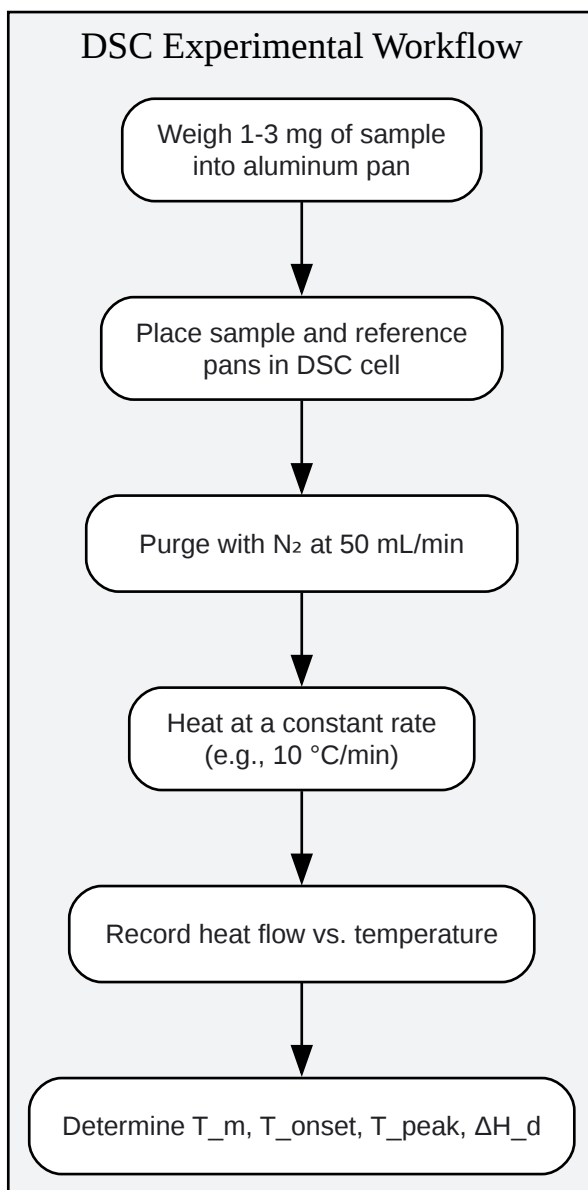 DSC Experimental Workflow
Weigh 1-3 mg of sample
into aluminum pan
Place sample and reference
pans in DSC cell
Purge with N₂ at 50 mL/min
Heat at a constant rate
(e.g., 10 °C/min)
Record heat flow vs. temperature
Determine T_m, T_onset, T_peak, ΔH_d